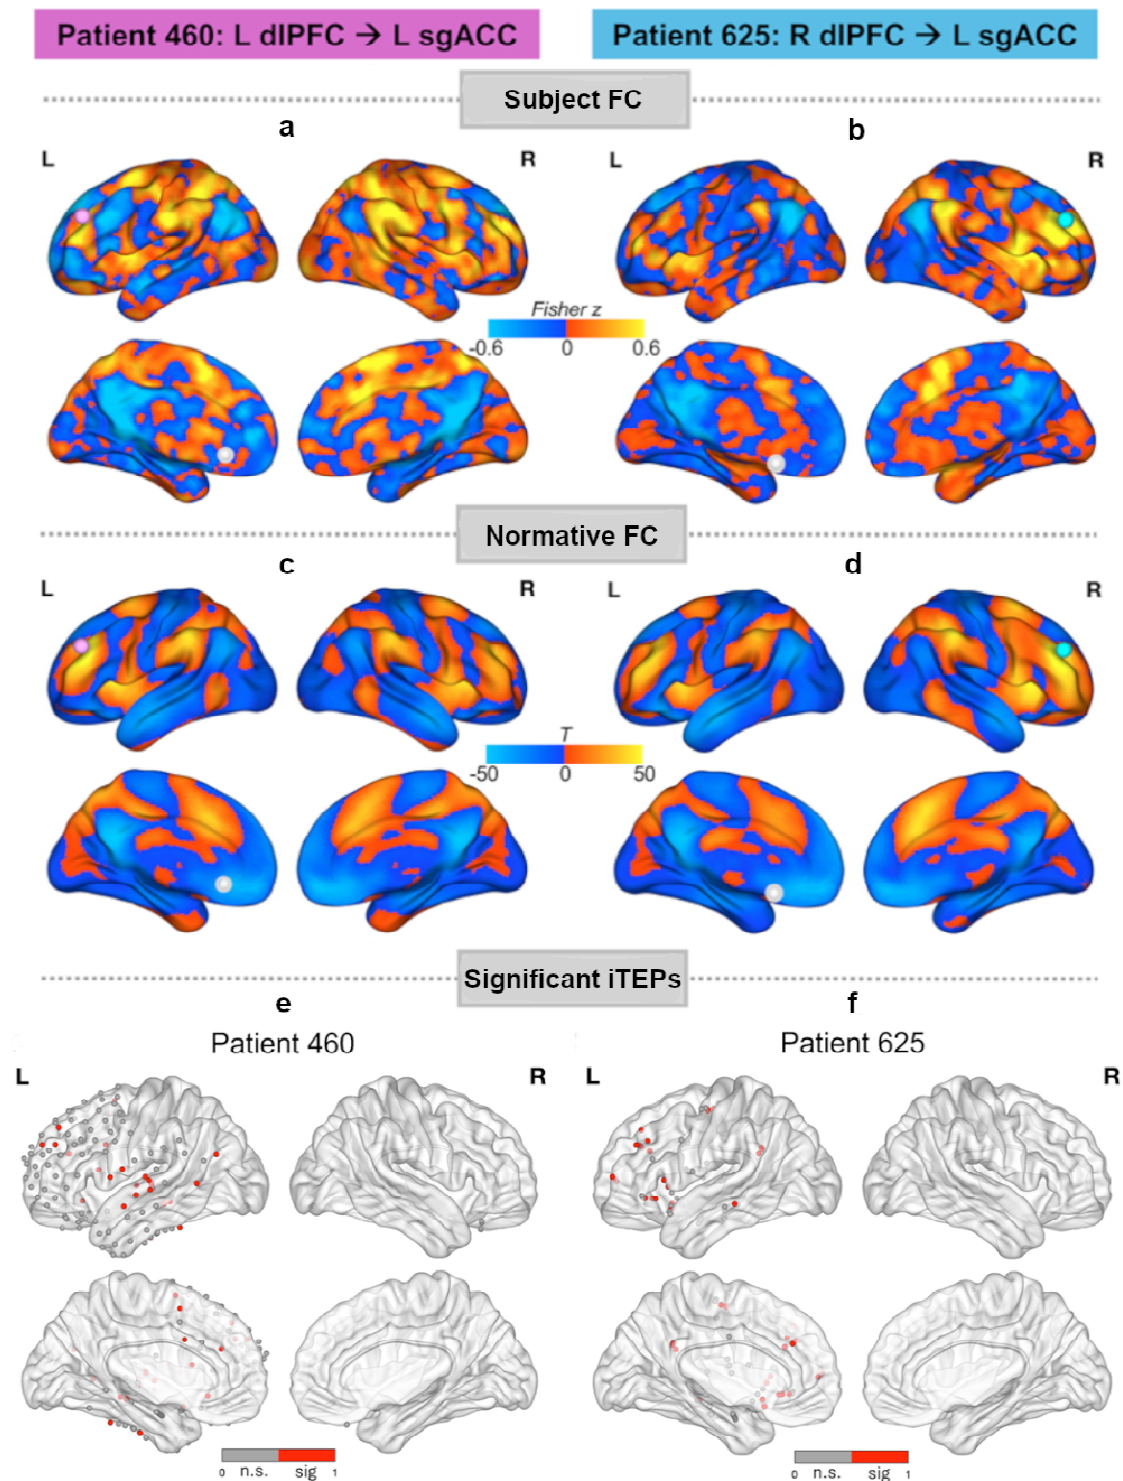 Patient 460: L dlPFC → L sgACC
Patient 625: R dlPFC → L sgACC
Subject FC
a
b
L
R
L
R
Fisher z
-0.6
0
0.6
Normative FC
c
d
L
R
L
R
T
-50
0
50
Significant iTEPs
e
f
Patient 460
Patient 625
L
R
L
R
0 n.s. sig 1
0 n.s. sig 1